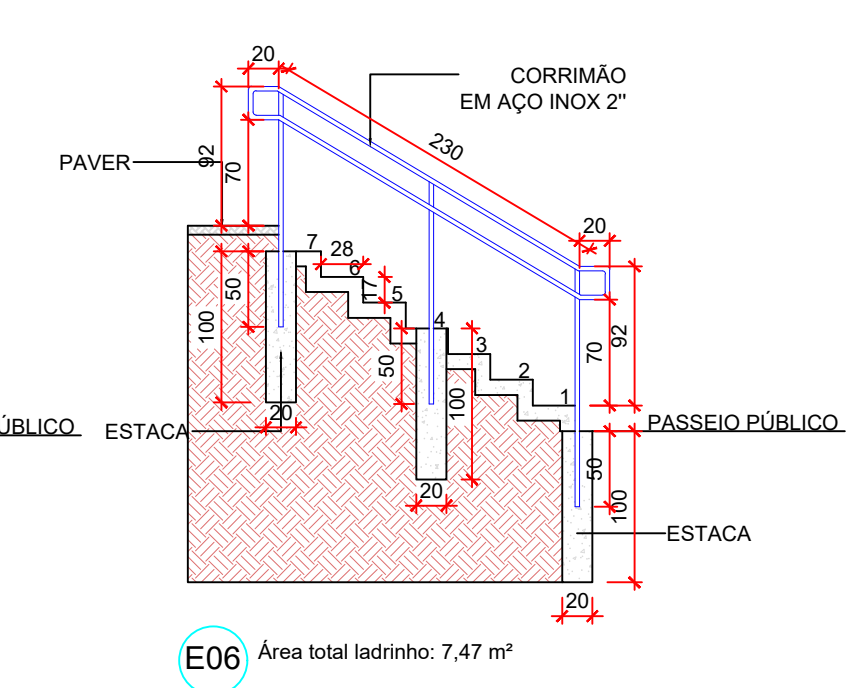 20
CORRIMÃO
EM AÇO INOX 2"
230
92
70
PAVER
20
7
28
6
17
5
4
3
2
1
50
100
50
100
70
92
20
ÚBLICO
ESTACA
PASSEIO PÚBLICO
50
100
20
ESTACA
20
E06
Área total ladrinho: 7,47 m²